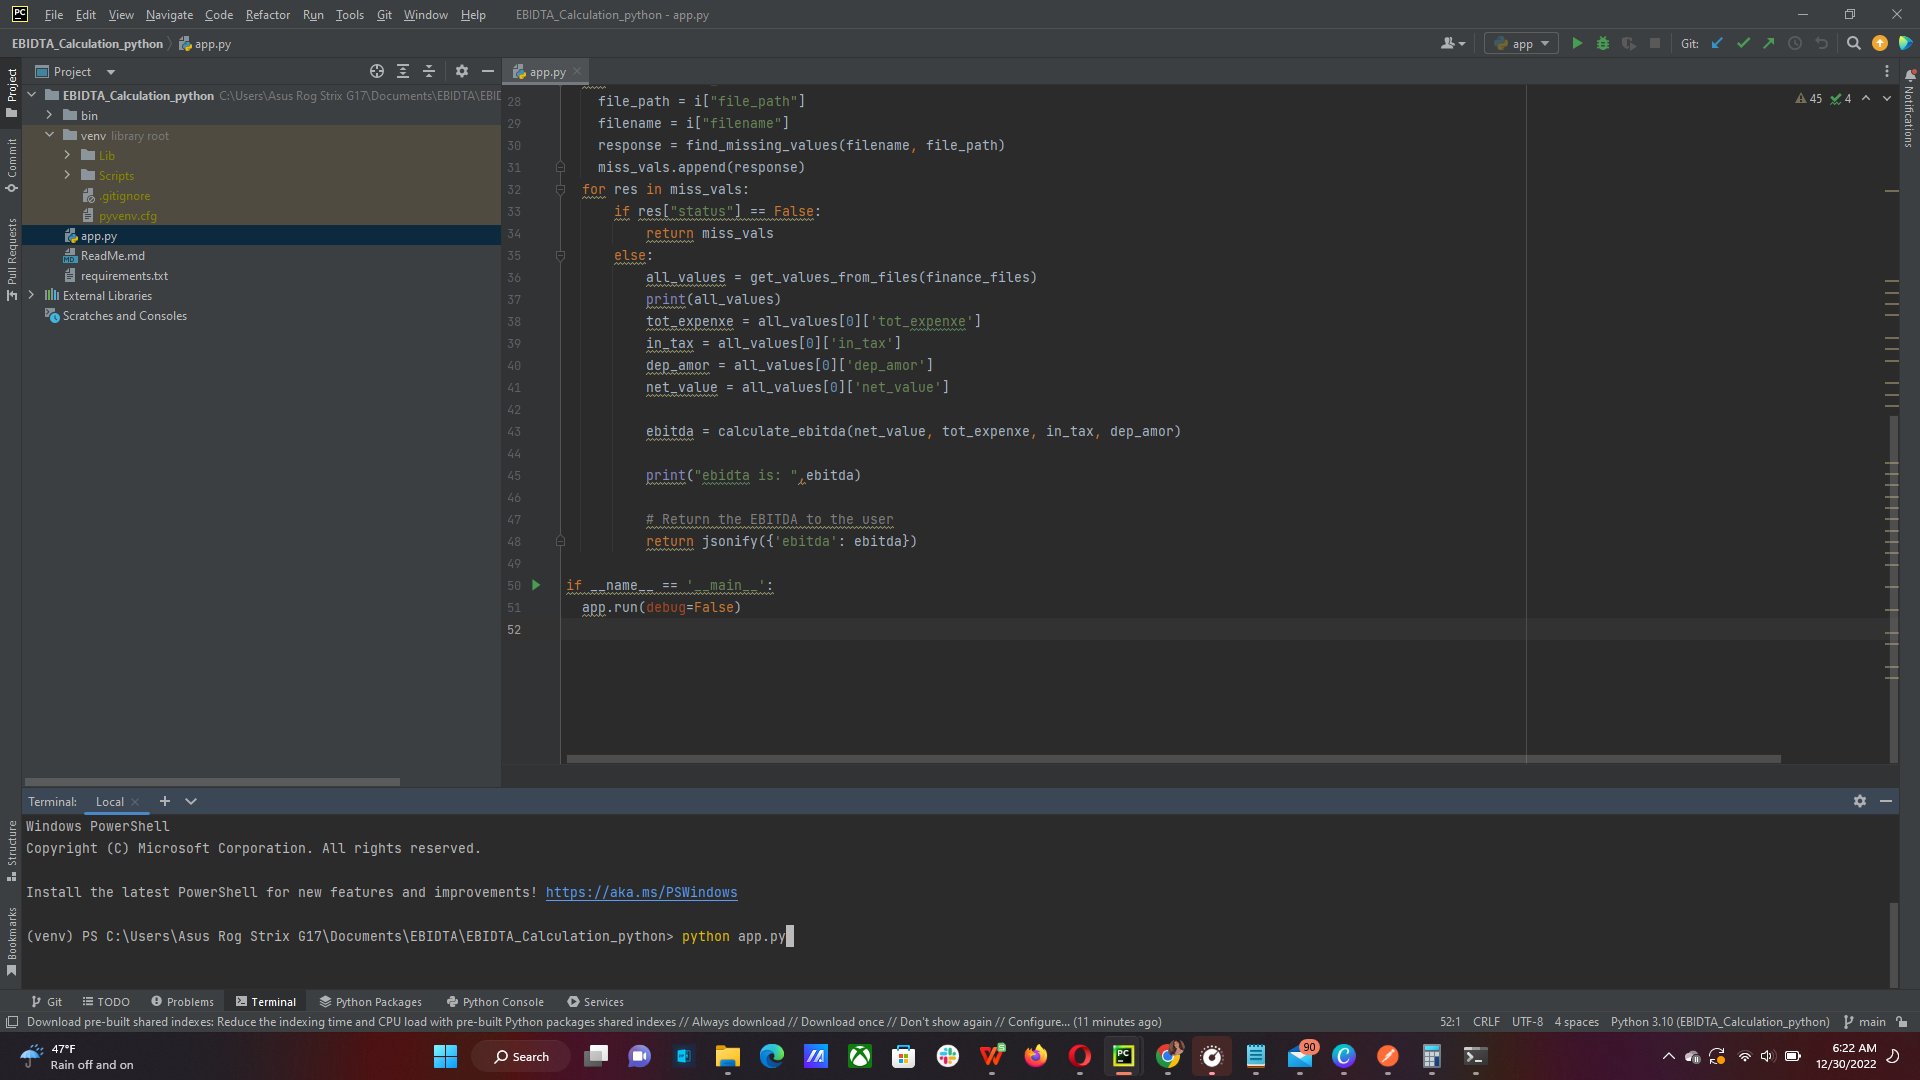 PC File Edit View Navigate Code Refactor Run Tools Git Window Help EBIDTA_Calculation_python - app.py
EBIDTA_Calculation_python app.py
app Git:
Project
app.py
EBIDTA_Calculation_python C:\Users\Asus Rog Strix G17\Documents\EBIDTA\EBID
bin
venv library root
Lib
Scripts
.gitignore
pyvenv.cfg
app.py
ReadMe.md
requirements.txt
External Libraries
Scratches and Consoles
Project
Commit
Pull Requests
Structure
Bookmarks
Notifications
45 4
28 file_path = i["file_path"]
29 filename = i["filename"]
30 response = find_missing_values(filename, file_path)
31 miss_vals.append(response)
32 for res in miss_vals:
33 if res["status"] == False:
34 return miss_vals
35 else:
36 all_values = get_values_from_files(finance_files)
37 print(all_values)
38 tot_expenxe = all_values[0]['tot_expenxe']
39 in_tax = all_values[0]['in_tax']
40 dep_amor = all_values[0]['dep_amor']
41 net_value = all_values[0]['net_value']
42
43 ebitda = calculate_ebitda(net_value, tot_expenxe, in_tax, dep_amor)
44
45 print("ebidta is: ",ebitda)
46
47 # Return the EBITDA to the user
48 return jsonify({'ebitda': ebitda})
49
50 if __name__ == '__main__':
51 app.run(debug=False)
52
Terminal: Local
Windows PowerShell
Copyright (C) Microsoft Corporation. All rights reserved.
Install the latest PowerShell for new features and improvements! https://aka.ms/PSWindows
(venv) PS C:\Users\Asus Rog Strix G17\Documents\EBIDTA\EBIDTA_Calculation_python> python app.py
Git TODO Problems Terminal Python Packages Python Console Services
Download pre-built shared indexes: Reduce the indexing time and CPU load with pre-built Python packages shared indexes // Always download // Download once // Don't show again // Configure... (11 minutes ago)
52:1 CRLF UTF-8 4 spaces Python 3.10 (EBIDTA_Calculation_python) main
47°F
Rain off and on
Search
90
6:22 AM
12/30/2022